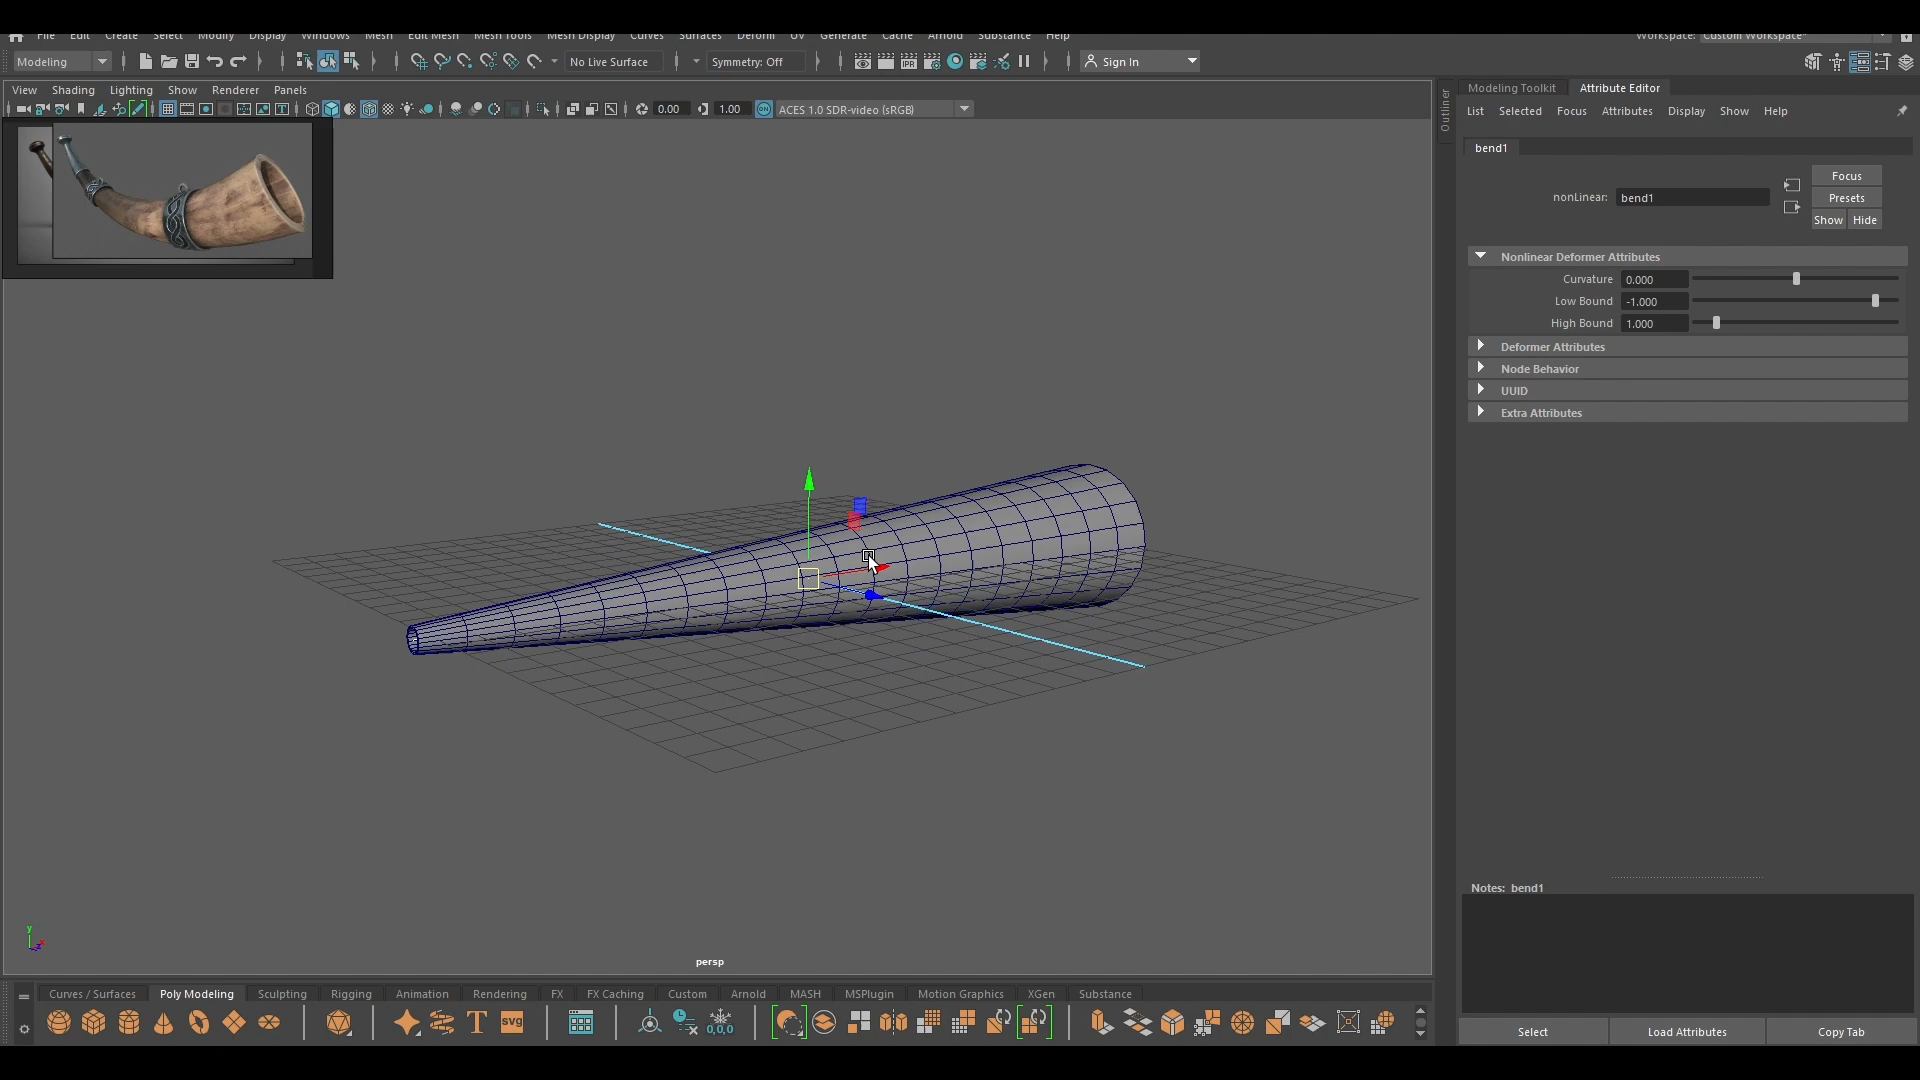 File Edit Create Select Modify Display Windows Mesh Edit Mesh Mesh Tools Mesh Display Curves Surfaces Deform UV Generate Cache Arnold Substance Help Workspace: Custom Workspace*
Modeling No Live Surface Symmetry: Off Sign In
IPR
View Shading Lighting Show Renderer Panels
0.00 1.00 ON ACES 1.0 SDR-video (sRGB)
Outliner
Modeling Toolkit Attribute Editor
List Selected Focus Attributes Display Show Help
bend1
nonLinear: bend1
Focus
Presets
Show Hide
Nonlinear Deformer Attributes
Curvature 0.000
Low Bound -1.000
High Bound 1.000
Deformer Attributes
Node Behavior
UUID
Extra Attributes
Notes: bend1
Select Load Attributes Copy Tab
y
persp
Curves / Surfaces Poly Modeling Sculpting Rigging Animation Rendering FX FX Caching Custom Arnold MASH MSPlugin Motion Graphics XGen Substance
T svg 0,0,0